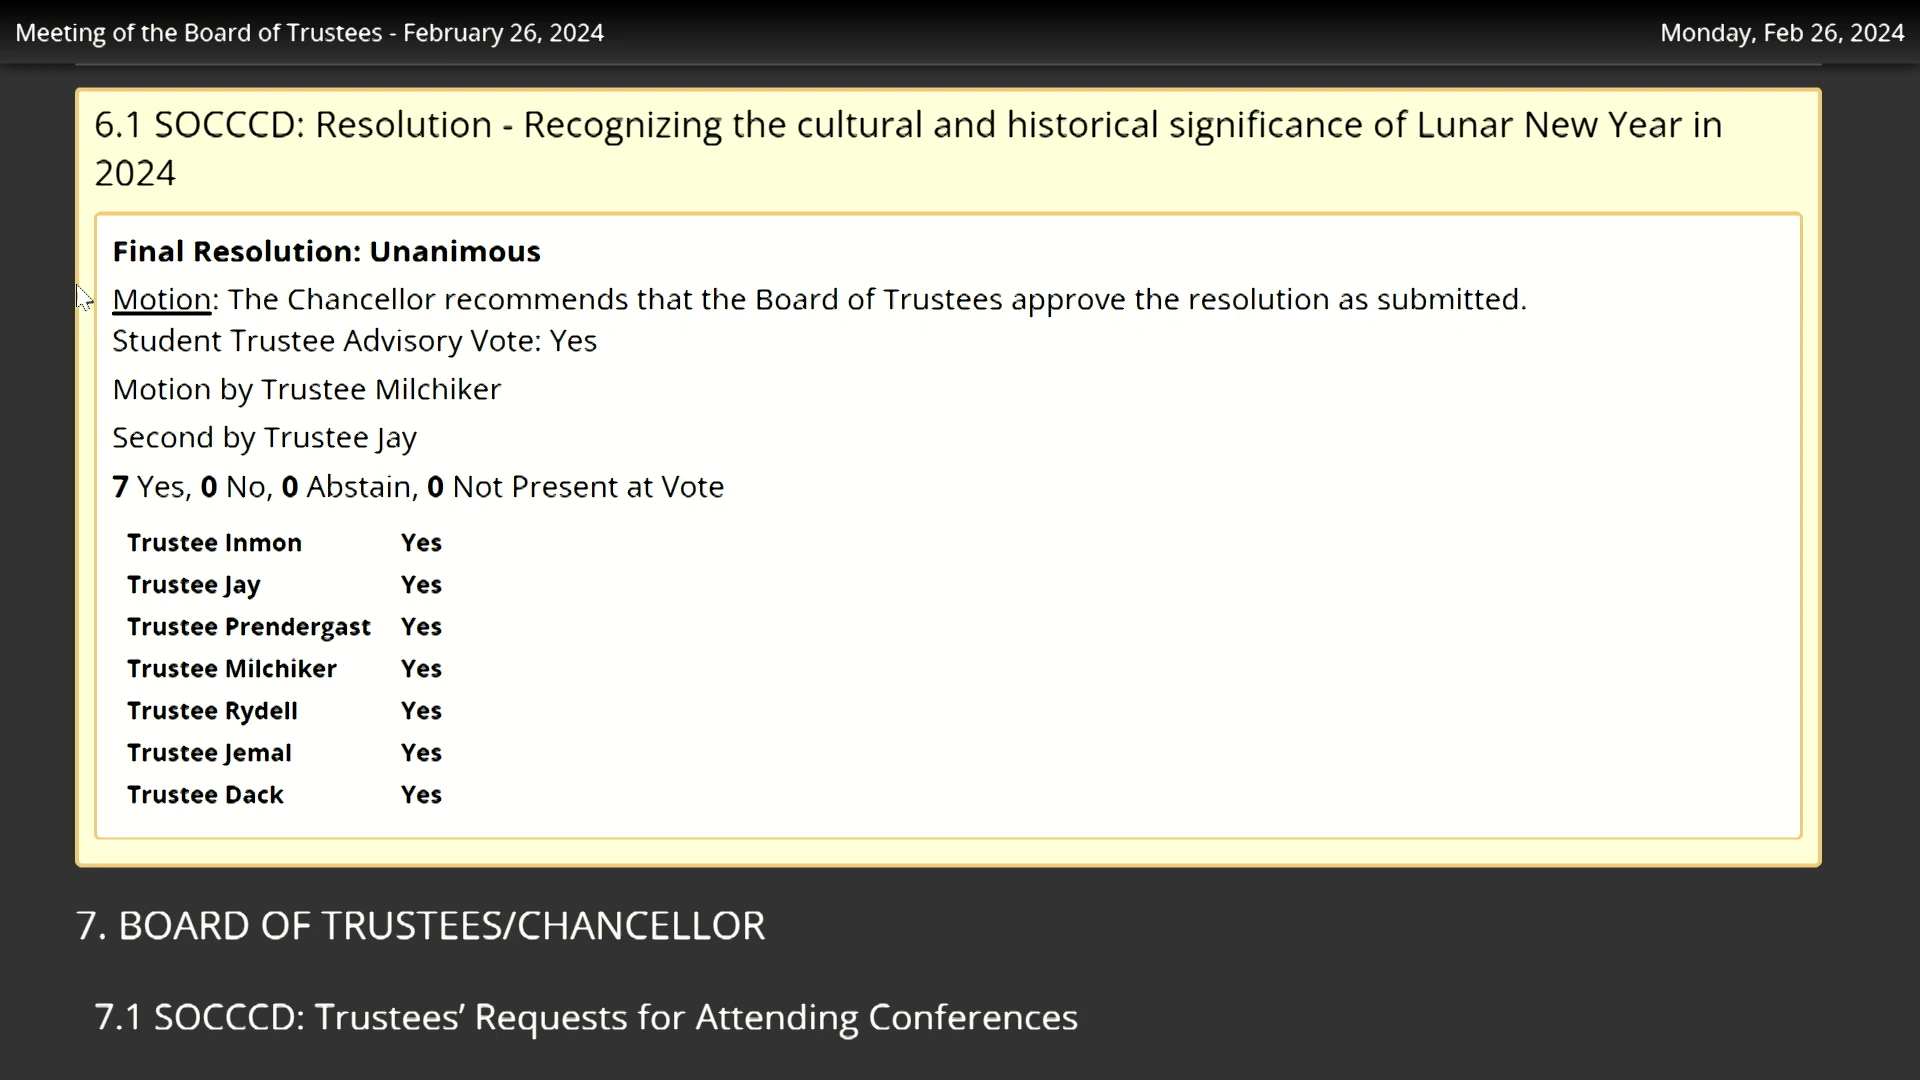 Meeting of the Board of Trustees - February 26, 2024
Monday, Feb 26, 2024
6.1 SOCCCD: Resolution - Recognizing the cultural and historical significance of Lunar New Year in
2024
Final Resolution: Unanimous
Motion: The Chancellor recommends that the Board of Trustees approve the resolution as submitted.
Student Trustee Advisory Vote: Yes
Motion by Trustee Milchiker
Second by Trustee Jay
7 Yes, 0 No, 0 Abstain, 0 Not Present at Vote
Trustee Inmon Yes
Trustee Jay Yes
Trustee Prendergast Yes
Trustee Milchiker Yes
Trustee Rydell Yes
Trustee Jemal Yes
Trustee Dack Yes
7. BOARD OF TRUSTEES/CHANCELLOR
7.1 SOCCCD: Trustees’ Requests for Attending Conferences